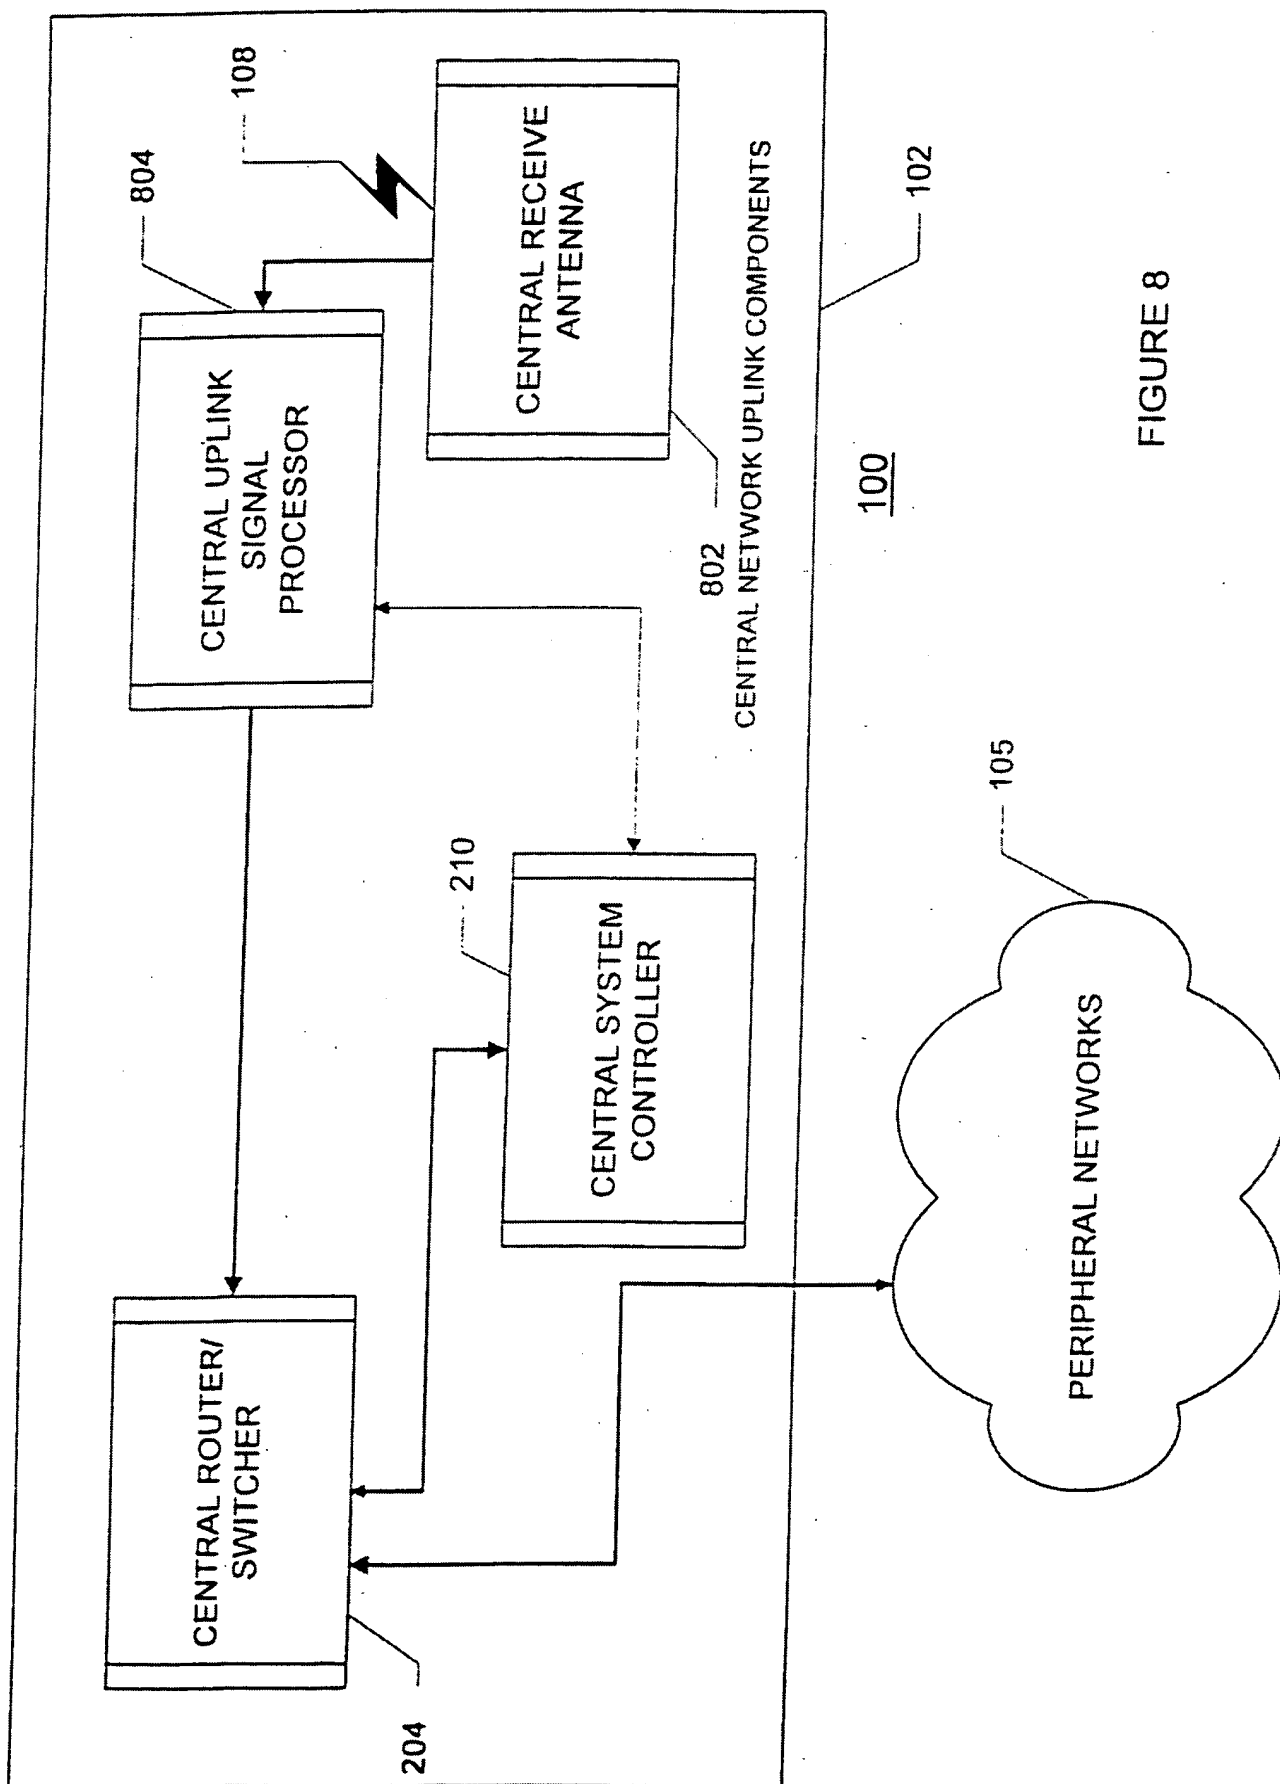 204
CENTRAL ROUTER/
SWITCHER
CENTRAL UPLINK
SIGNAL
PROCESSOR
804
108
210
CENTRAL SYSTEM
CONTROLLER
CENTRAL RECEIVE
ANTENNA
802
CENTRAL NETWORK UPLINK COMPONENTS
102
100
105
PERIPHERAL NETWORKS
FIGURE 8